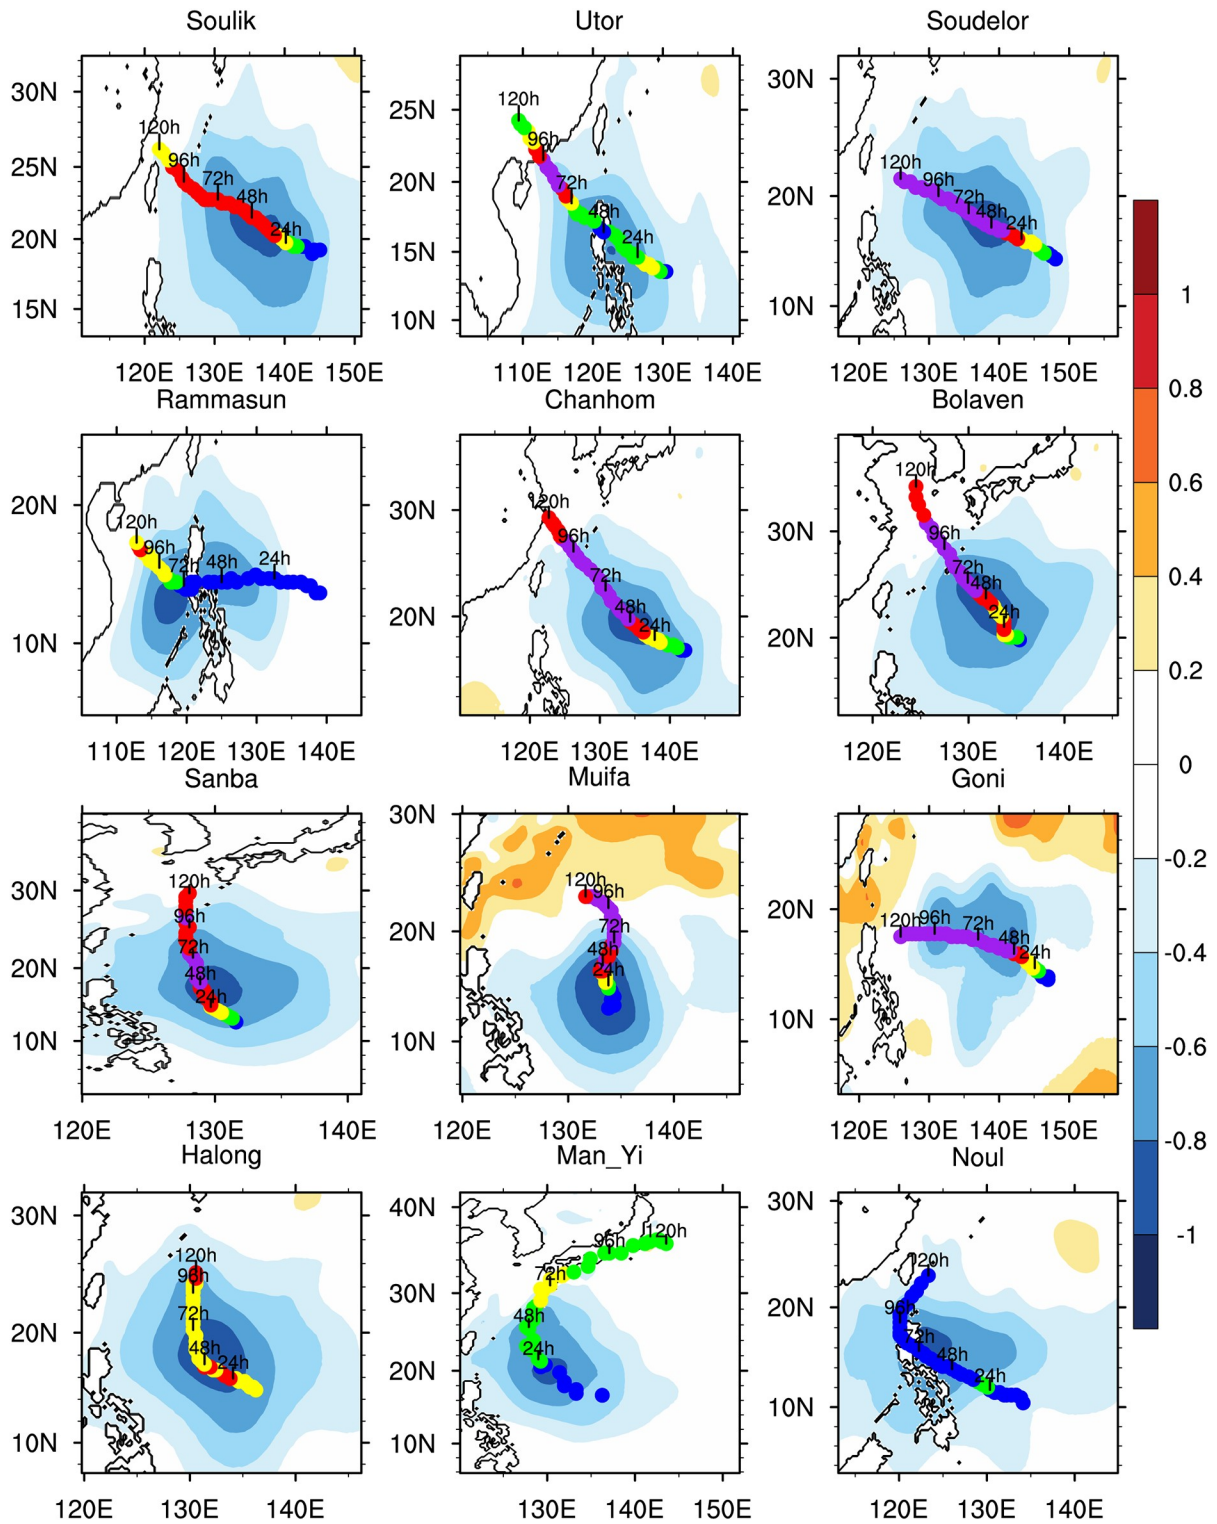 Soulik
Utor
Soudelor
30N
25N
20N
15N
120h
96h
72h
48h
24h
120E
130E
140E
150E
25N
20N
15N
10N
120h
96h
72h
48h
24h
110E
120E
130E
140E
30N
20N
10N
120h
96h
72h
48h
24h
120E
130E
140E
150E
Rammasun
Chanhom
Bolaven
20N
10N
120h
96h
72h
48h
24h
110E
120E
130E
140E
30N
20N
120h
96h
72h
48h
24h
120E
130E
140E
150E
30N
20N
120h
96h
72h
48h
24h
120E
130E
140E
Sanba
Muifa
Goni
30N
20N
10N
120h
96h
72h
48h
24h
120E
130E
140E
30N
20N
10N
120h
96h
72h
48h
24h
120E
130E
140E
20N
10N
120h
96h
72h
48h
24h
120E
130E
140E
150E
Halong
Man_Yi
Noul
30N
20N
10N
120h
96h
72h
48h
24h
120E
130E
140E
40N
30N
20N
10N
120h
96h
72h
48h
24h
130E
140E
150E
30N
20N
10N
120h
96h
72h
48h
24h
120E
130E
140E
1
0.8
0.6
0.4
0.2
0
-0.2
-0.4
-0.6
-0.8
-1